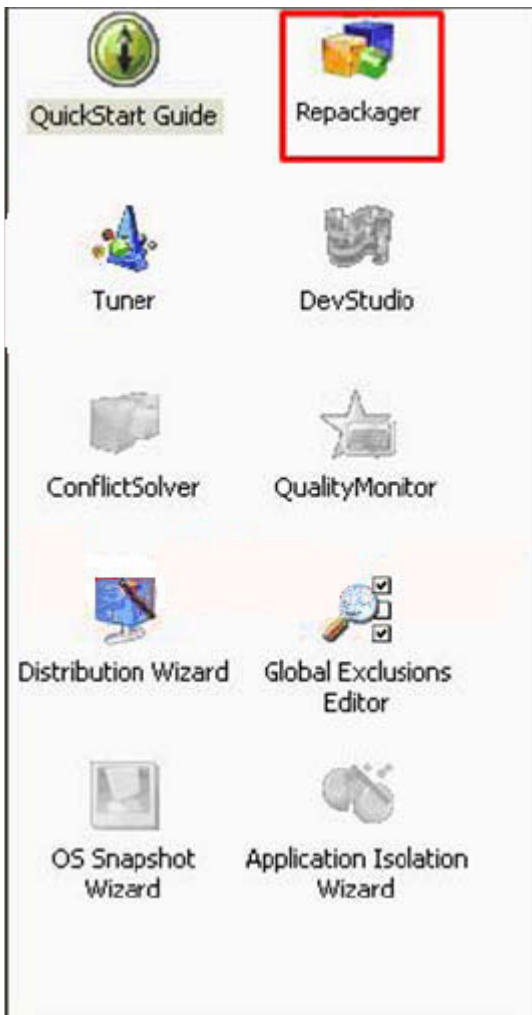 QuickStart Guide
Repackager
Tuner
DevStudio
ConflictSolver
QualityMonitor
Distribution Wizard
Global Exclusions
Editor
OS Snapshot
Wizard
Application Isolation
Wizard